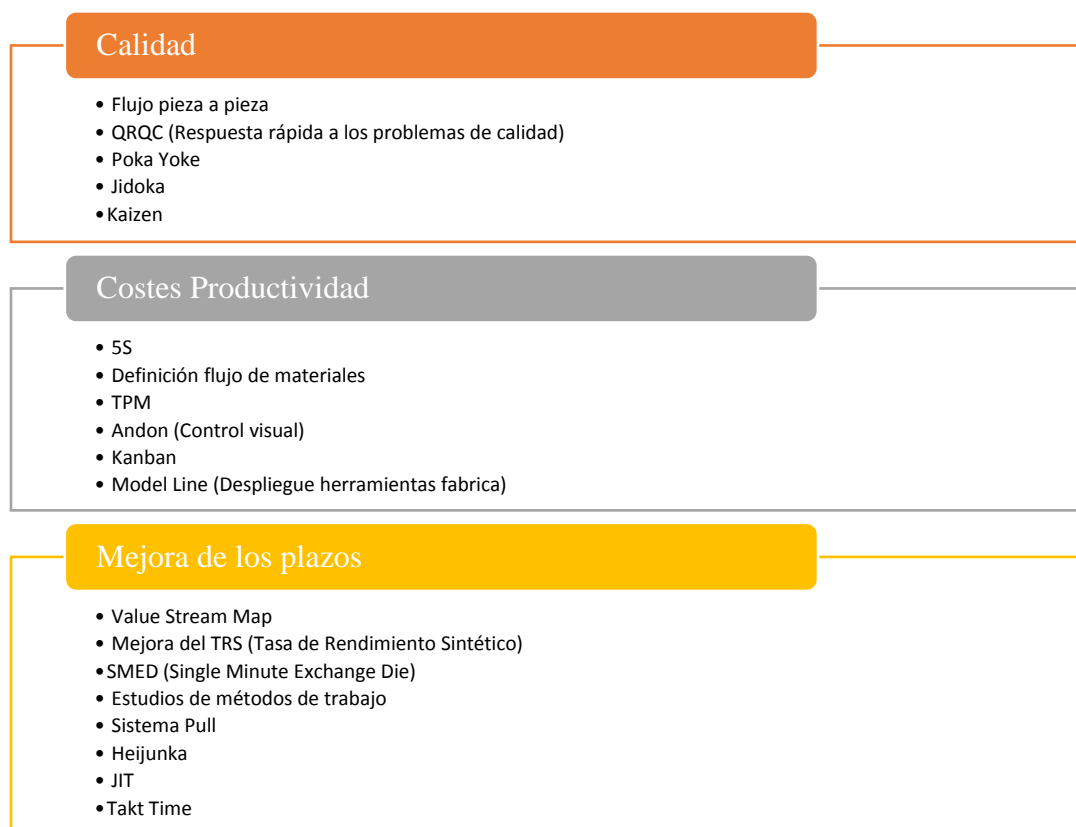 Calidad
• Flujo pieza a pieza
• QRQC (Respuesta rápida a los problemas de calidad)
• Poka Yoke
• Jidoka
•Kaizen
Costes Productividad
• 5S
• Definición flujo de materiales
• TPM
• Andon (Control visual)
• Kanban
• Model Line (Despliegue herramientas fabrica)
Mejora de los plazos
• Value Stream Map
• Mejora del TRS (Tasa de Rendimiento Sintético)
•SMED (Single Minute Exchange Die)
• Estudios de métodos de trabajo
• Sistema Pull
• Heijunka
• JIT
•Takt Time